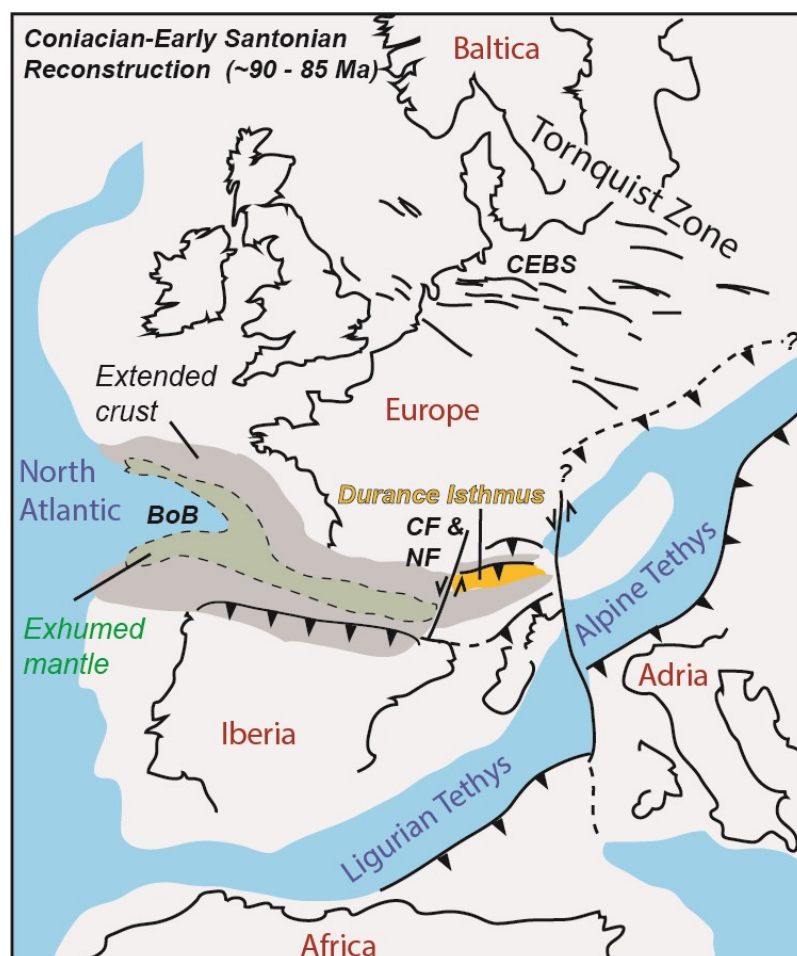 Coniacian-Early Santonian
Reconstruction (~90 - 85 Ma)
Baltica
Tornquist Zone
CEBS
?
Extended
crust
Europe
?
North
Atlantic
BoB
Durance Isthmus
CF &
NF
Alpine Tethys
Exhumed
mantle
Adria
Iberia
Ligurian Tethys
Africa